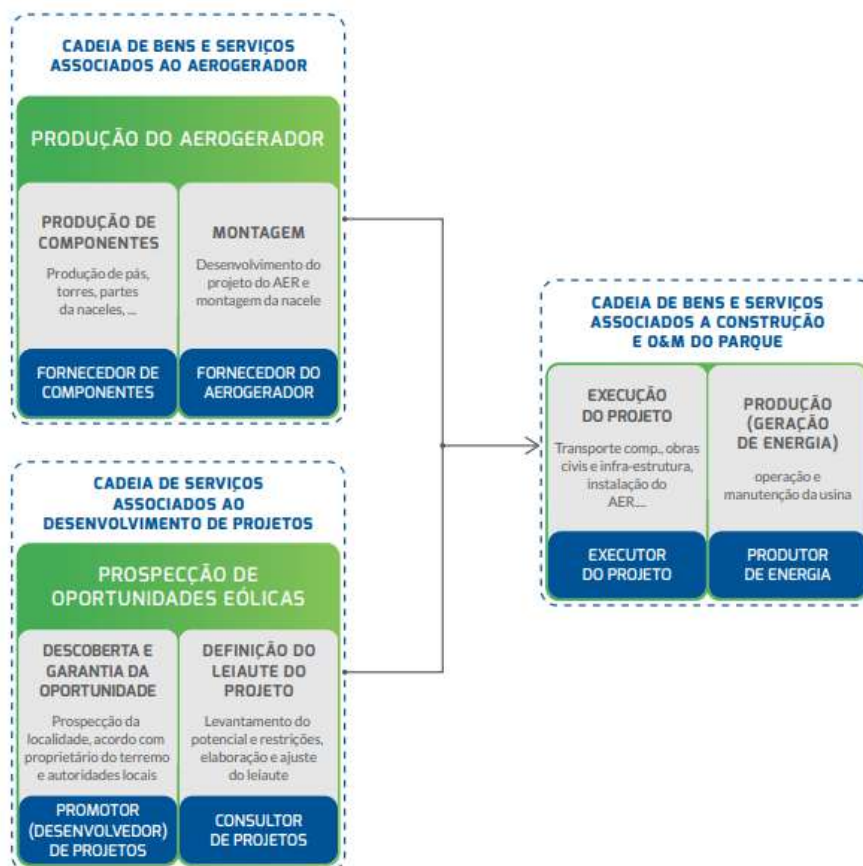 CADEIA DE BENS E SERVIÇOS
ASSOCIADOS AO AEROGERADOR
PRODUÇÃO DO AEROGERADOR
PRODUÇÃO DE
COMPONENTES
Produção de pás,
torres, partes
da naceles, ...
FORNECEDOR DE
COMPONENTES
MONTAGEM
Desenvolvimento do
projeto do AER e
montagem da nacele
FORNECEDOR DO
AEROGERADOR
CADEIA DE SERVIÇOS
ASSOCIADOS AO
DESENVOLVIMENTO DE PROJETOS
PROSPECÇÃO DE
OPORTUNIDADES EÓLICAS
DESCOBERTA E
GARANTIA DA
OPORTUNIDADE
Prospecção da
localidade, acordo com
proprietário do terremo
e autoridades locais
PROMOTOR
(DESENVOLVEDOR)
DE PROJETOS
DEFINIÇÃO DO
LEIAUTE DO
PROJETO
Levantamento do
potencial e restrições,
elaboração e ajuste
do leiaute
CONSULTOR
DE PROJETOS
CADEIA DE BENS E SERVIÇOS
ASSOCIADOS A CONSTRUÇÃO
E O&M DO PARQUE
EXECUÇÃO
DO PROJETO
Transporte comp., obras
civis e infra-estrutura,
instalação do
AER....
EXECUTOR
DO PROJETO
PRODUÇÃO
(GERAÇÃO
DE ENERGIA)
operação e
manutenção da usina
PRODUTOR
DE ENERGIA